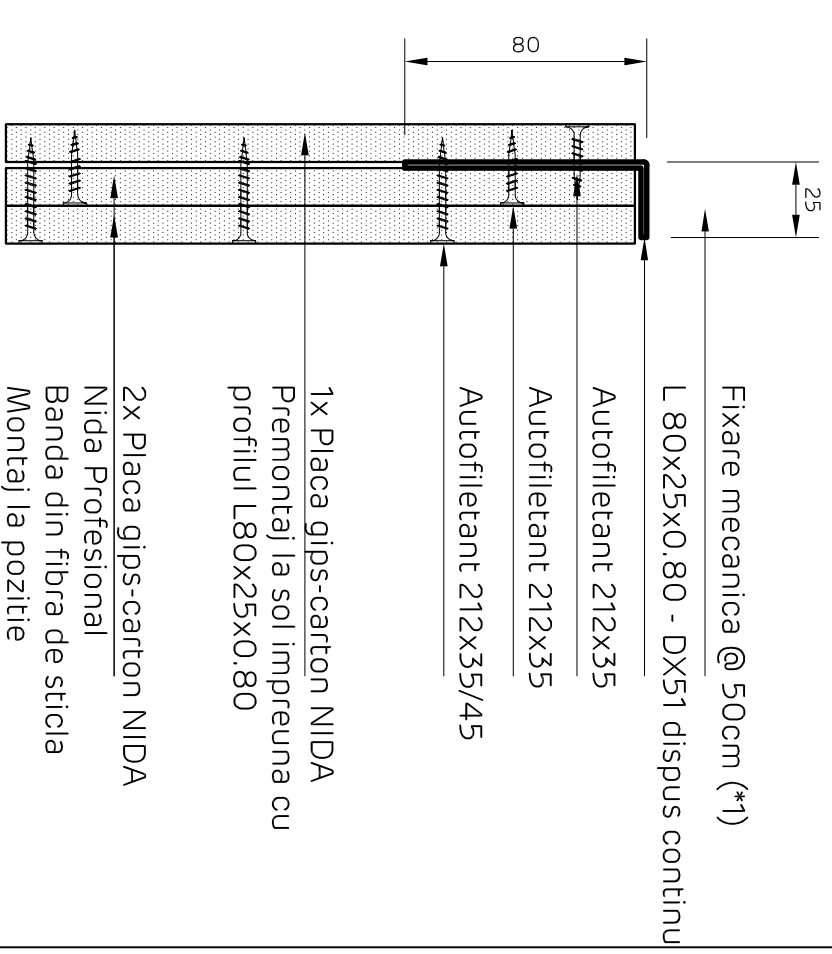 80
25
Fixare mecanica @ 50cm (*1)
L 80x25x0.80 - DX51 dispus continu
Autofiletant 212x35
Autofiletant 212x35
Autofiletant 212x35/45
1x Placa gips-carton NIDA
Premontaj la sol impreuna cu
profilul L80x25x0.80
2x Placa gips-carton NIDA
Nida Profesional
Banda din fibra de sticla
Montaj la pozitie